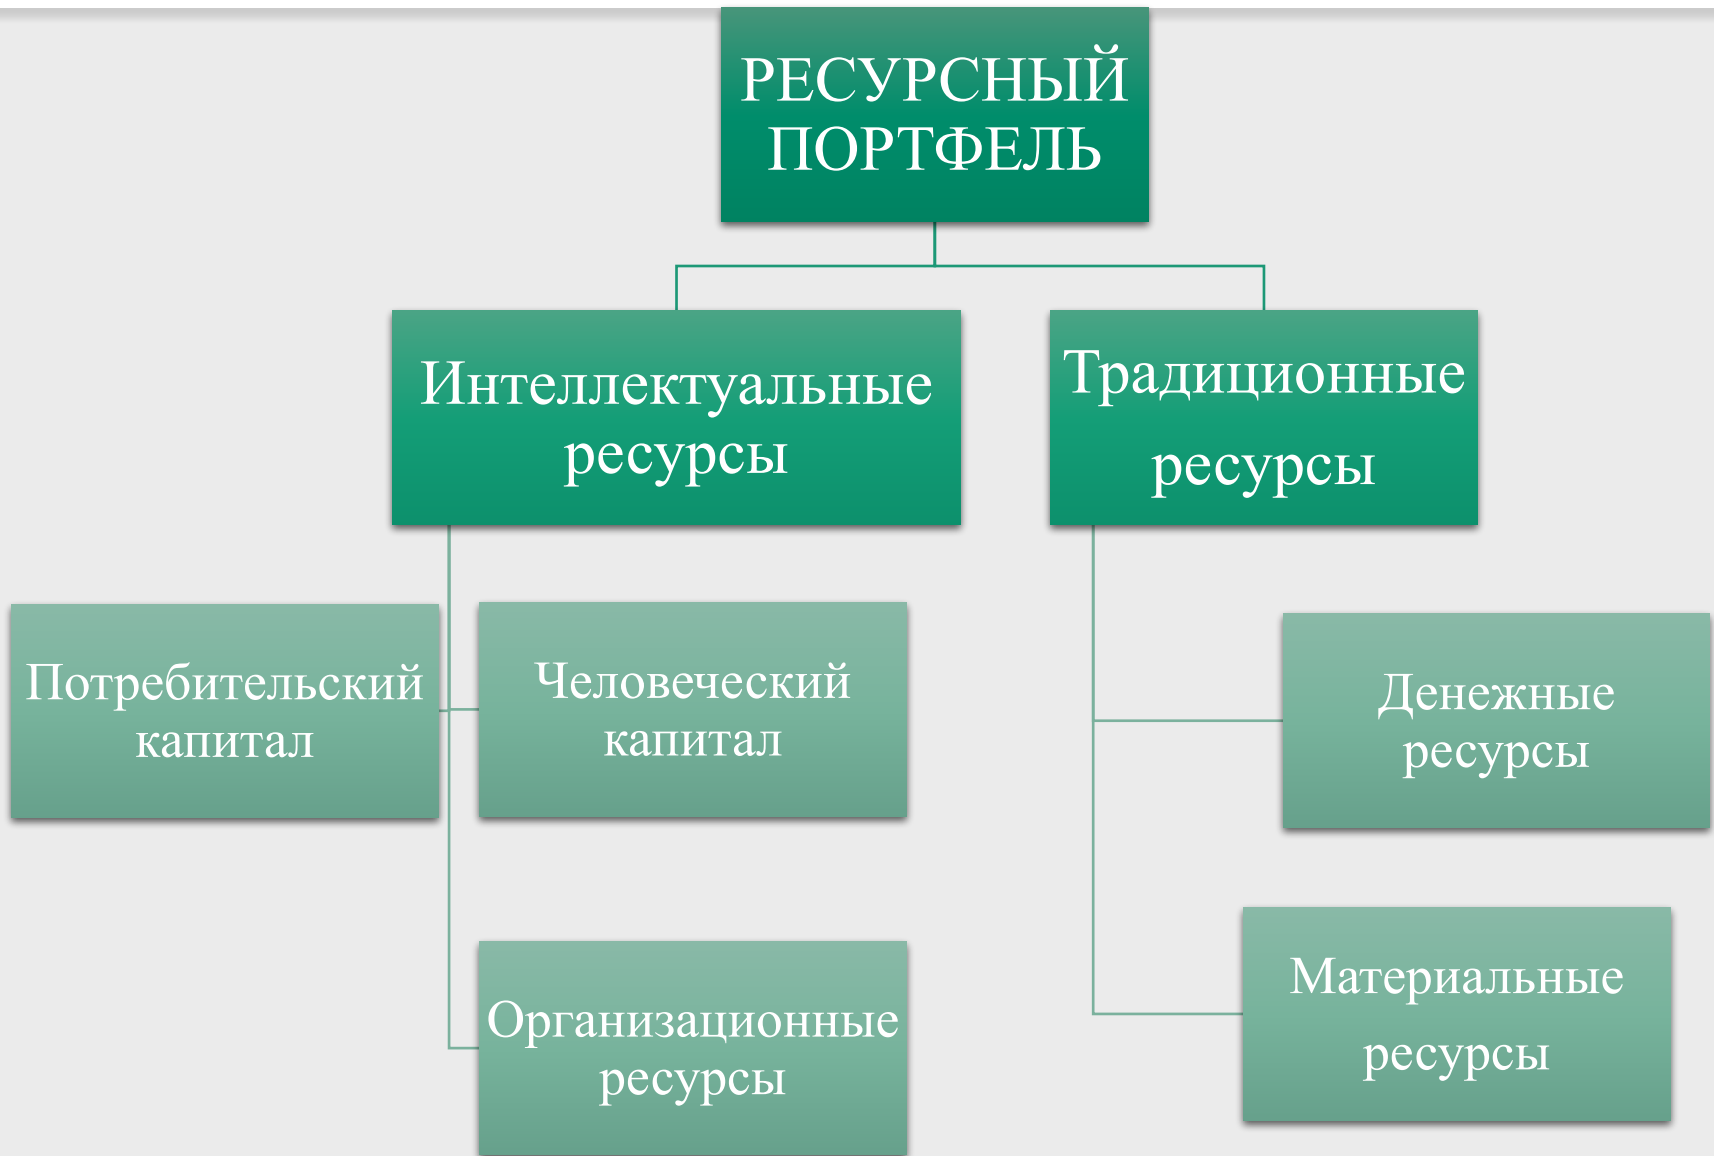 РЕСУРСНЫЙ
ПОРТФЕЛЬ
Интеллектуальные
ресурсы
Традиционные
ресурсы
Потребительский
капитал
Человеческий
капитал
Денежные
ресурсы
Организационные
ресурсы
Материальные
ресурсы